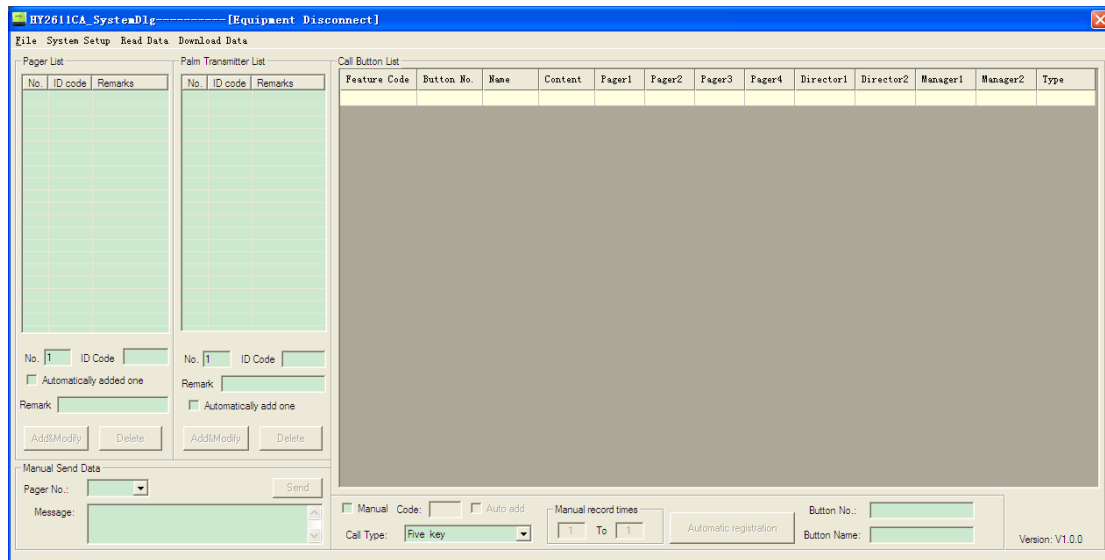 HY2611CA_SystemDlg----------[Equipment Disconnect]
File System Setup Read Data Download Data
Pager List
No. ID code Remarks
No. 1 ID Code
Automatically added one
Remark
Add&Modify Delete
Palm Transmitter List
No. ID code Remarks
No. 1 ID Code
Remark
Automatically add one
Add&Modify Delete
Manual Send Data
Pager No.: Send
Message:
Call Button List
Feature Code Button No. Name Content Pager1 Pager2 Pager3 Pager4 Director1 Director2 Manager1 Manager2 Type
Manual Code: Auto add
Call Type: Five key
Manual record times
1 To 1
Automatic registration
Button No.:
Button Name:
Version: V1.0.0